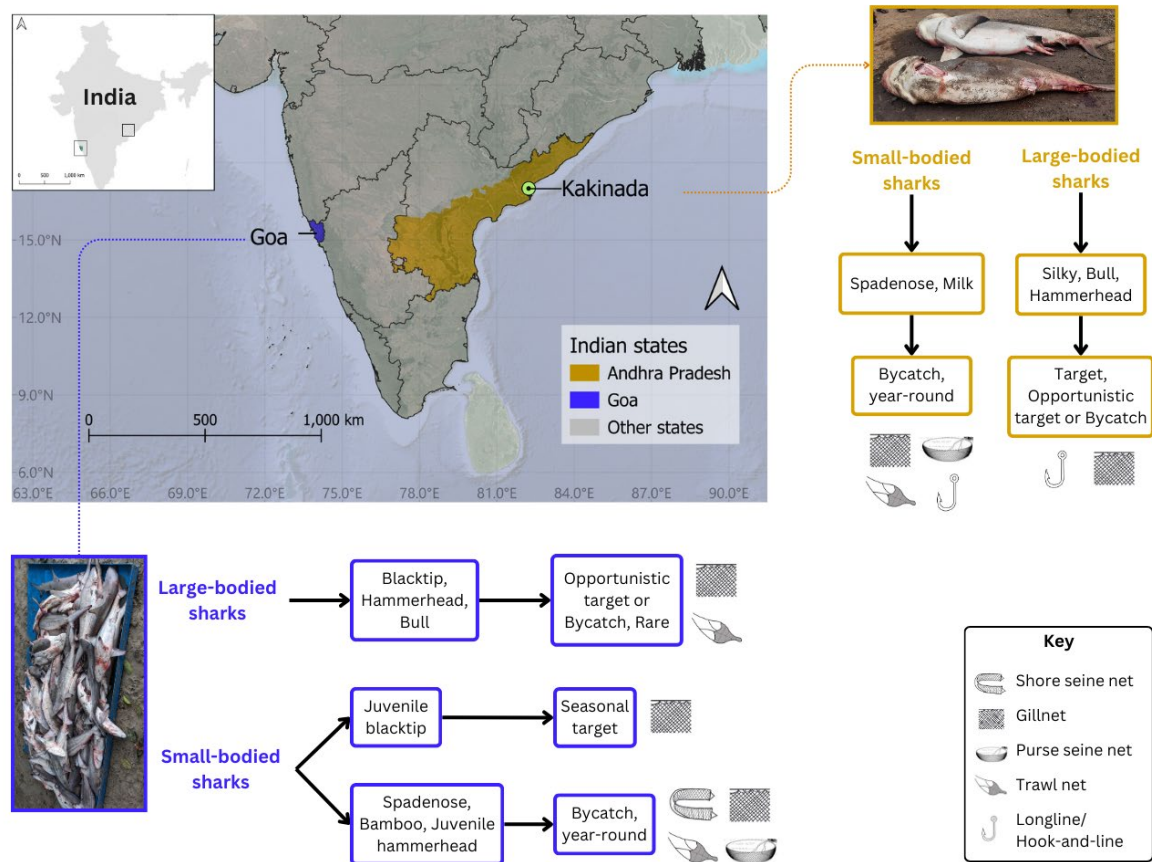 India
0 500 1,000 km
Kakinada
Goa
15.0°N
12.0°N
9.0°N
6.0°N
0 500 1,000 km
Indian states
Andhra Pradesh
Goa
Other states
63.0°E 66.0°E 69.0°E 72.0°E 75.0°E 78.0°E 81.0°E 84.0°E 87.0°E 90.0°E
Small-bodied
sharks
Large-bodied
sharks
Spadenose, Milk
Silky, Bull,
Hammerhead
Bycatch,
year-round
Target,
Opportunistic
target or Bycatch
Large-bodied
sharks
Blacktip,
Hammerhead,
Bull
Opportunistic
target or
Bycatch, Rare
Small-bodied
sharks
Juvenile
blacktip
Seasonal
target
Spadenose,
Bamboo, Juvenile
hammerhead
Bycatch,
year-round
Key
Shore seine net
Gillnet
Purse seine net
Trawl net
Longline/
Hook-and-line